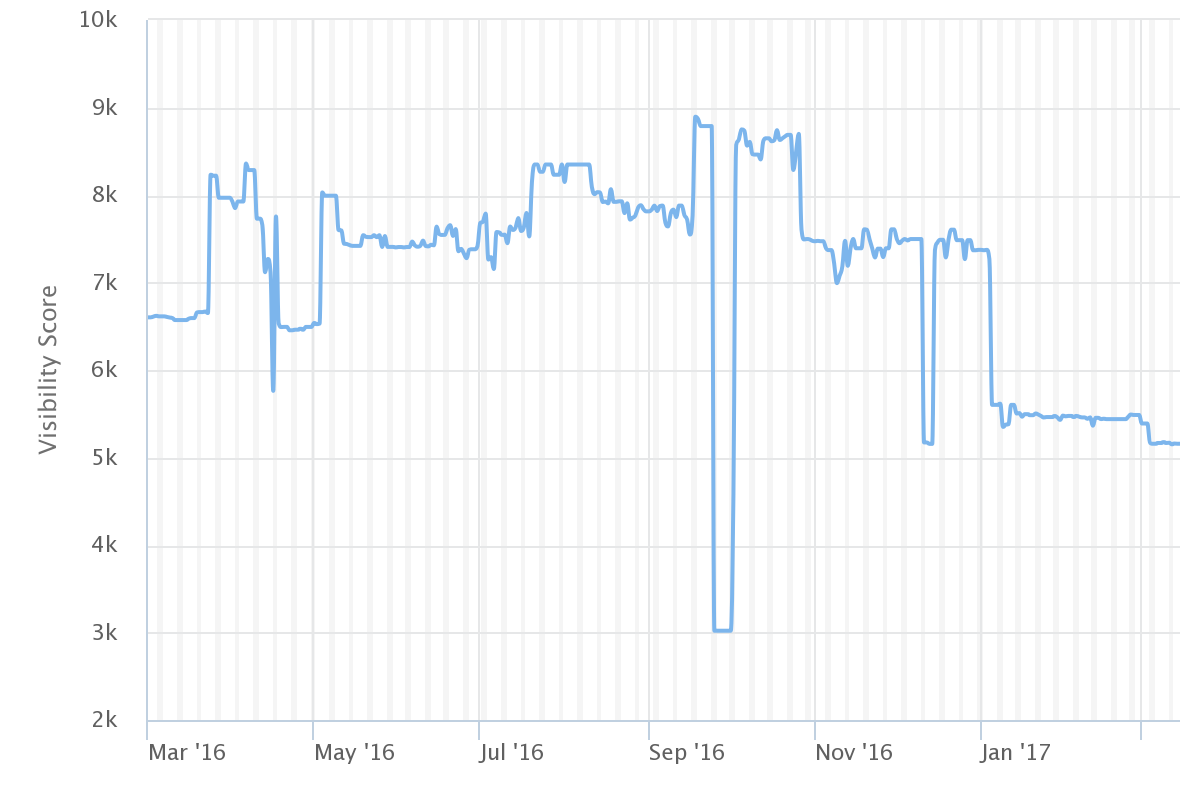 10k
9k
8k
7k
6k
5k
4k
3k
2k
Visibility Score
Mar '16 May '16 Jul '16 Sep '16 Nov '16 Jan '17